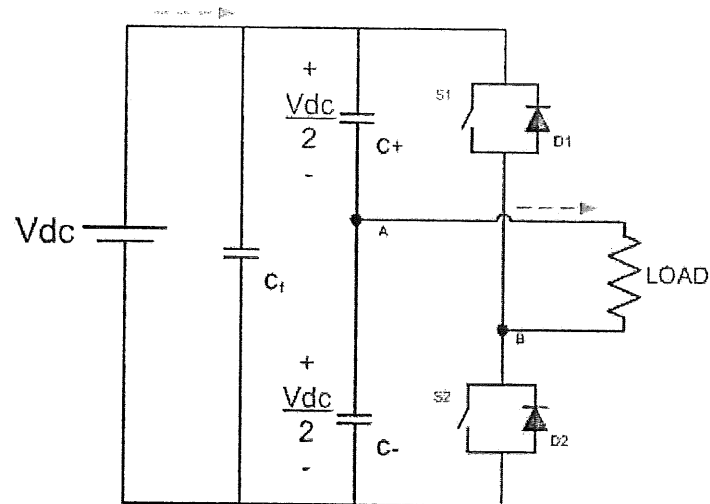 +
Vdc
2
-
C+
S1
D1
A
Vdc
Cf
LOAD
B
+
Vdc
2
-
C-
S2
D2